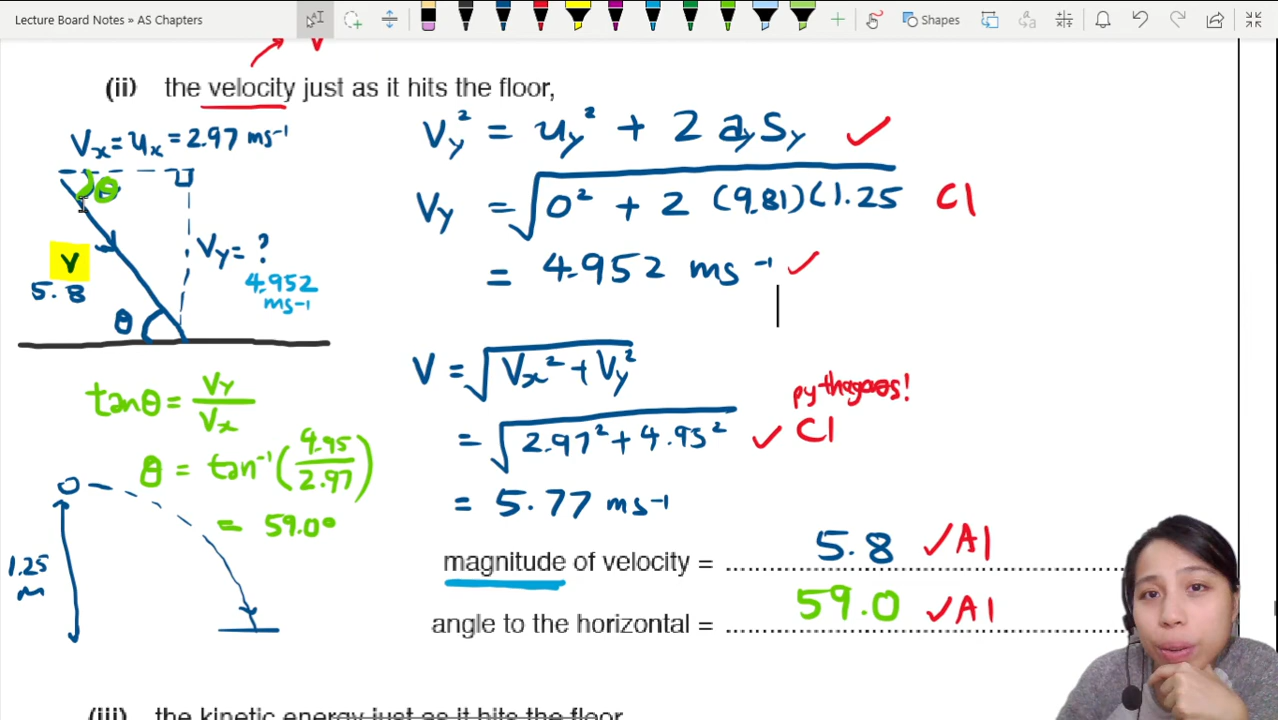 Lecture Board Notes » AS Chapters
Shapes
V
(ii) the velocity just as it hits the floor,
Vx = ux = 2.97 ms⁻¹
θ
V
5.8
Vy = ?
4.952
ms⁻¹
θ
Vy² = uy² + 2 ay Sy ✓
Vy = √0² + 2 (9.81)(1.25 C1
= 4.952 ms⁻¹ ✓
V = √Vx² + Vy²
pythagoras!
= √2.97² + 4.95² ✓ C1
= 5.77 ms⁻¹
tanθ = Vy/Vx
θ = tan⁻¹(4.95/2.97)
= 59.0°
1.25
m
magnitude of velocity = 5.8 ✓A1
angle to the horizontal = 59.0 ✓A1
(iii) the kinetic energy just as it hits the floor